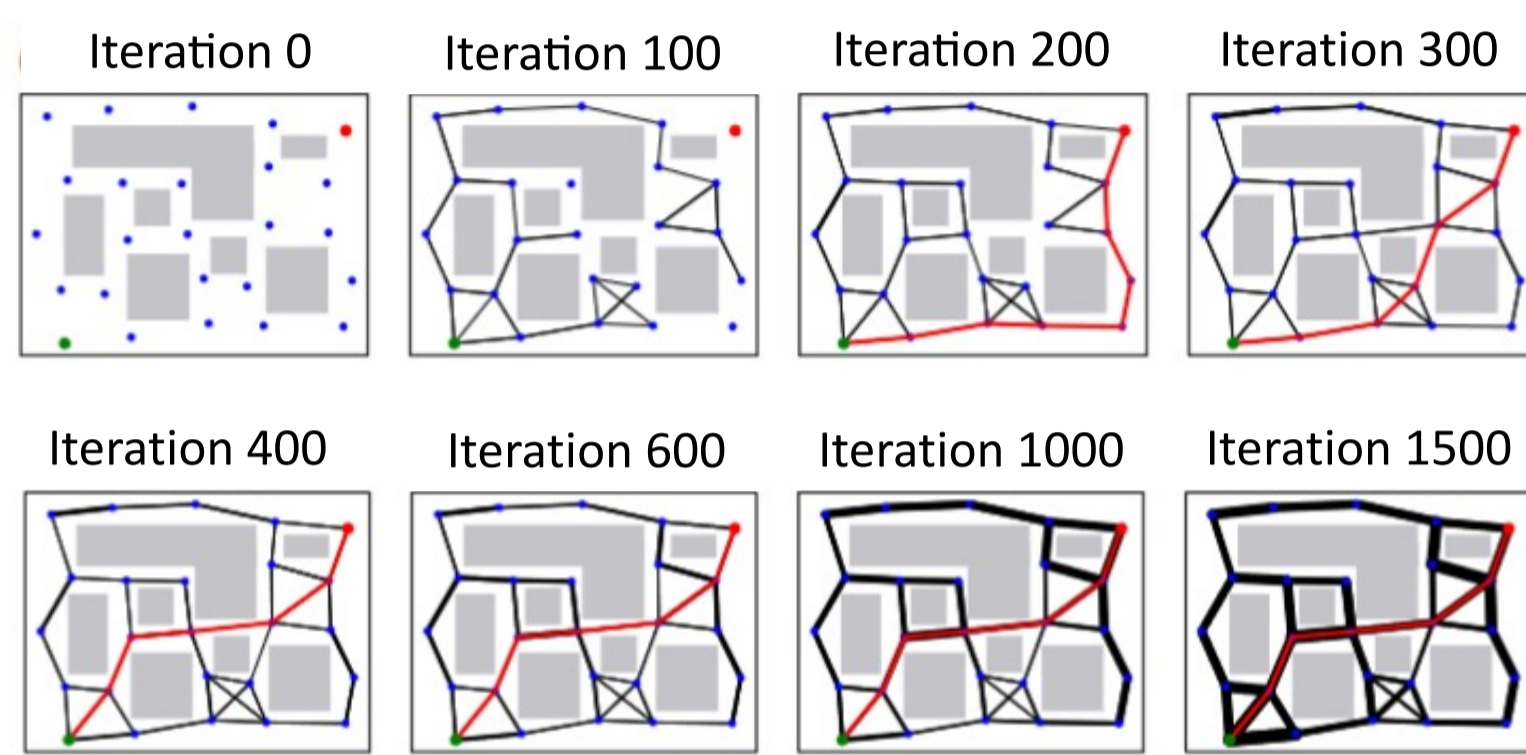 Iteration 0
Iteration 100
Iteration 200
Iteration 300
Iteration 400
Iteration 600
Iteration 1000
Iteration 1500